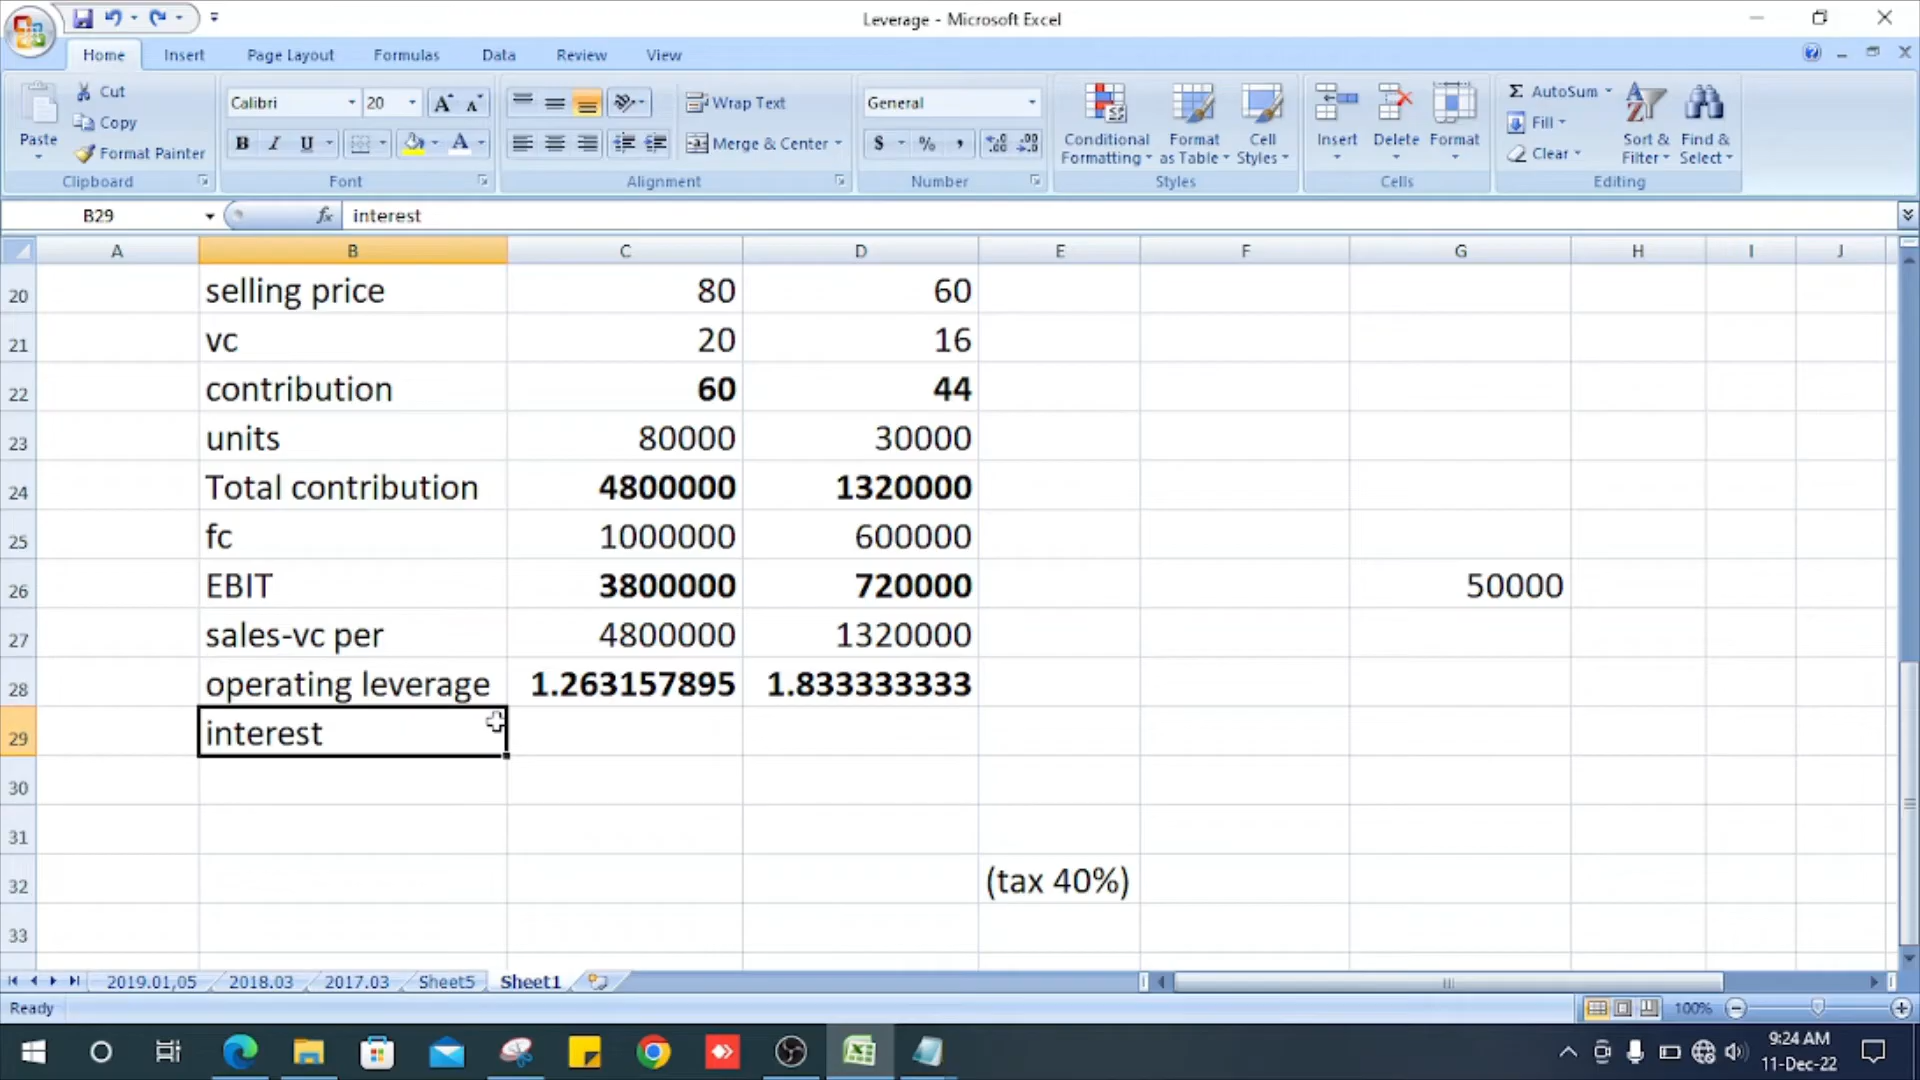 Leverage - Microsoft Excel
Home Insert Page Layout Formulas Data Review View
Paste
Cut
Copy
Format Painter
Clipboard
Calibri 20
B I U
Font
Wrap Text
Merge & Center
Alignment
General
$ % ,
Number
Conditional Formatting
Format as Table
Cell Styles
Styles
Insert Delete Format
Cells
Σ AutoSum
Fill
Clear
Sort & Filter
Find & Select
Editing
B29 fx interest
A B C D E F G H I J
20 selling price 80 60
21 vc 20 16
22 contribution 60 44
23 units 80000 30000
24 Total contribution 4800000 1320000
25 fc 1000000 600000
26 EBIT 3800000 720000 50000
27 sales-vc per 4800000 1320000
28 operating leverage 1.263157895 1.833333333
29 interest
30
31
32 (tax 40%)
33
2019.01,05 2018.03 2017.03 Sheet5 Sheet1
Ready 100%
9:24 AM
11-Dec-22